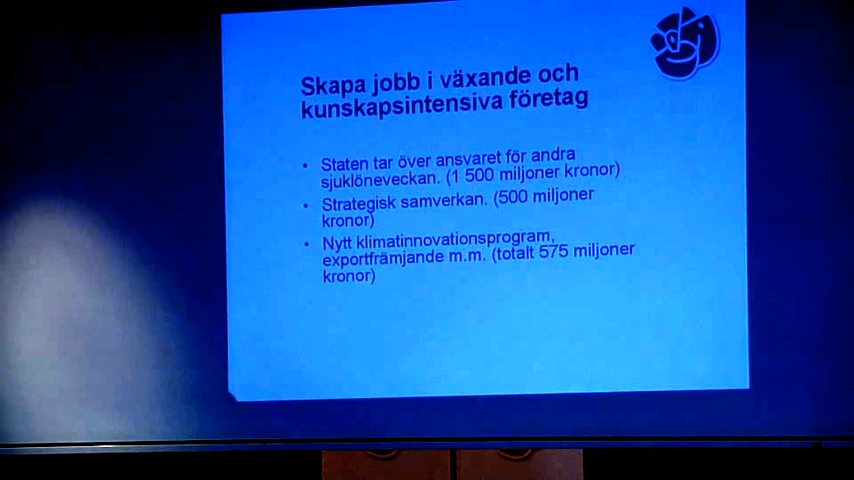 Skapa jobb i växande och
kunskapsintensiva företag
• Staten tar över ansvaret för andra
sjuklöneveckan. (1 500 miljoner kronor)
• Strategisk samverkan. (500 miljoner
kronor)
• Nytt klimatinnovationsprogram,
exportfrämjande m.m. (totalt 575 miljoner
kronor)